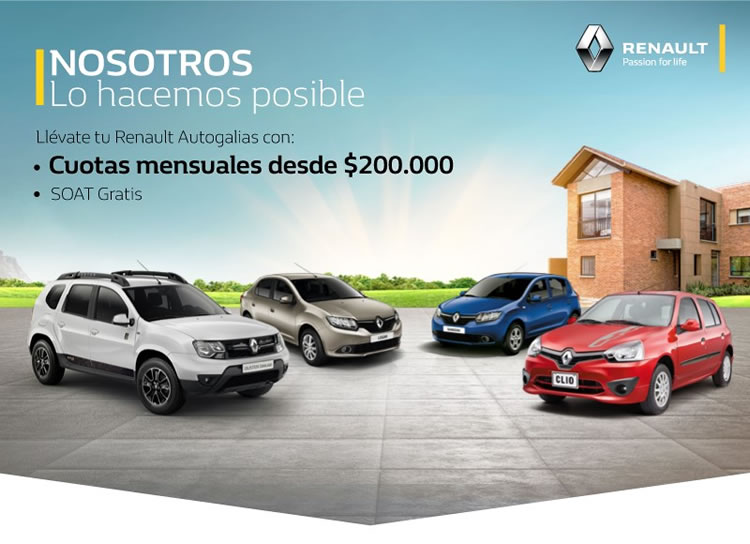 NOSOTROS
Lo hacemos posible
RENAULT
Passion for life
Llévate tu Renault Autogalias con:
• Cuotas mensuales desde $200.000
• SOAT Gratis
CLIO